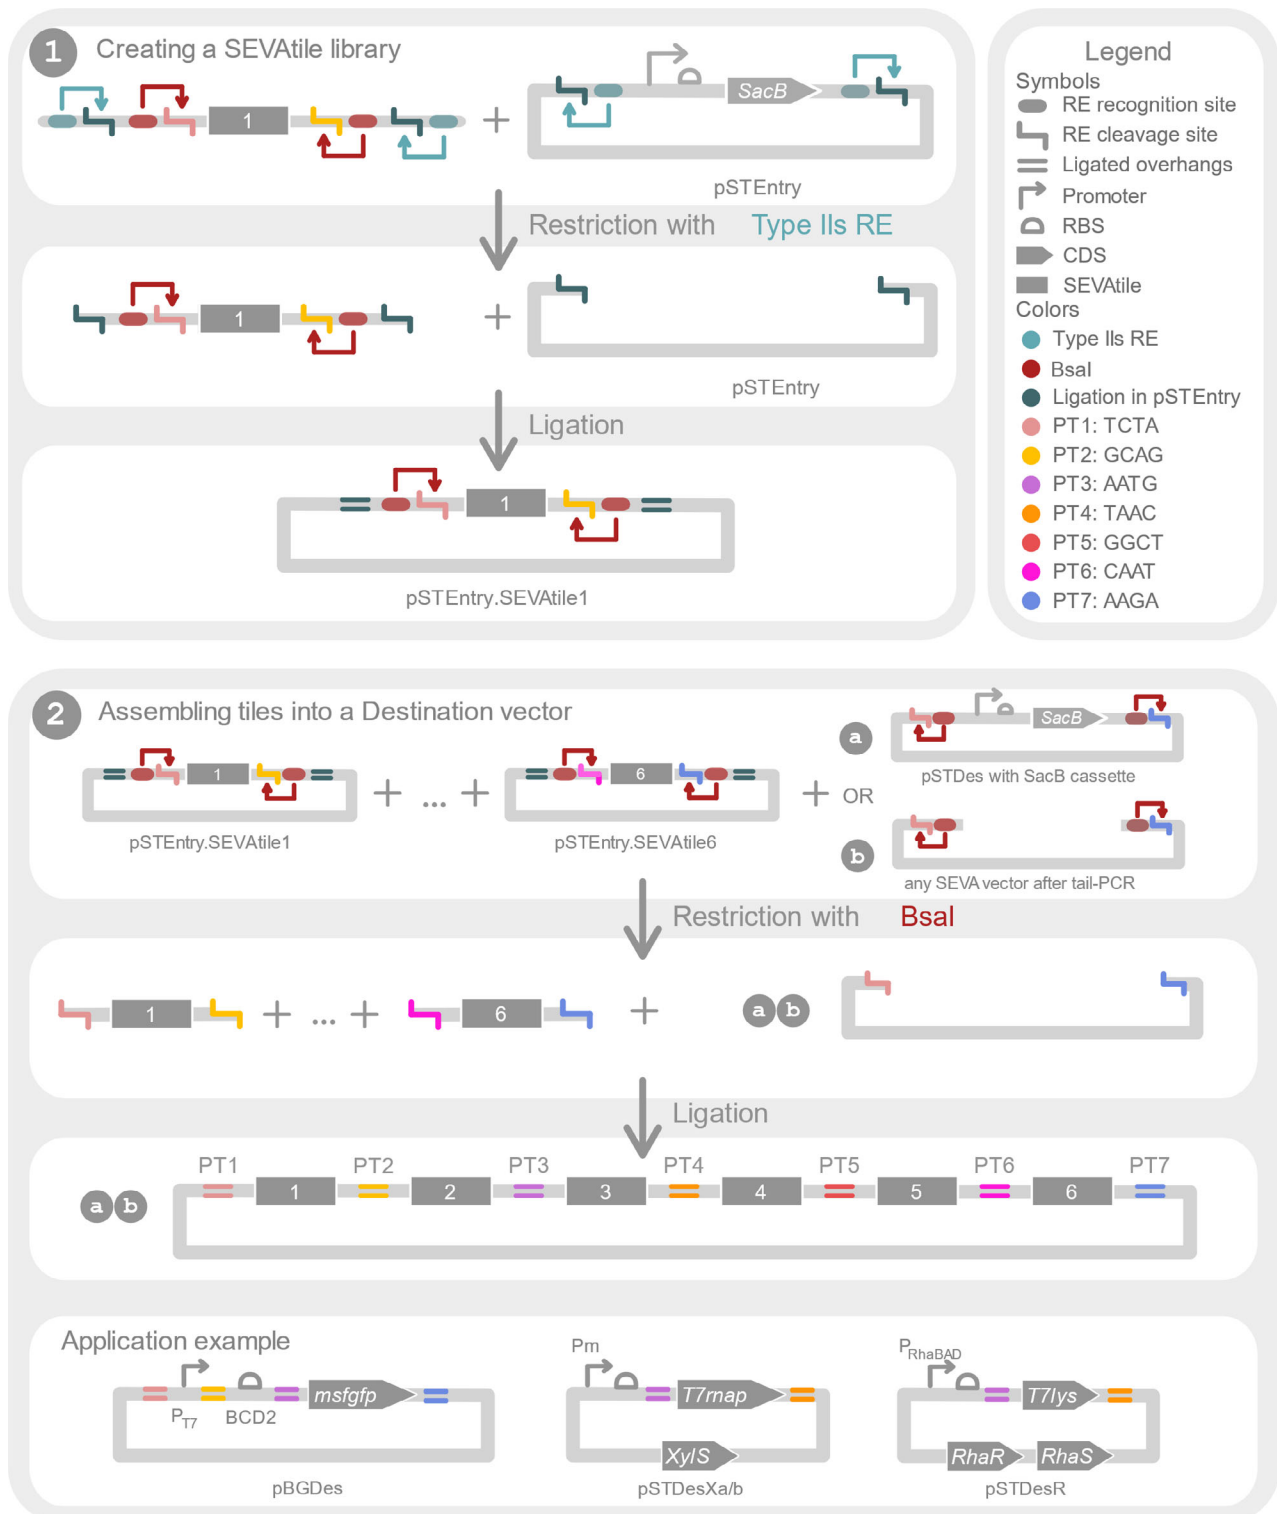 1 Creating a SEVAtile library
SacB
1
pSTEntry
Restriction with Type IIs RE
1
pSTEntry
Ligation
1
pSTEntry.SEVAtile1
Legend
Symbols
RE recognition site
RE cleavage site
Ligated overhangs
Promoter
RBS
CDS
SEVAtile
Colors
Type IIs RE
BsaI
Ligation in pSTEntry
PT1: TCTA
PT2: GCAG
PT3: AATG
PT4: TAAC
PT5: GGCT
PT6: CAAT
PT7: AAGA
2 Assembling tiles into a Destination vector
1
pSTEntry.SEVAtile1
+ ... +
6
pSTEntry.SEVAtile6
+ OR
a
SacB
pSTDes with SacB cassette
b
any SEVA vector after tail-PCR
Restriction with BsaI
1 + ... + 6 + a b
Ligation
PT1 PT2 PT3 PT4 PT5 PT6 PT7
a b 1 2 3 4 5 6
Application example
PT7 BCD2 msfgfp
pBGDes
Pm
T7rnap
XylS
pSTDesXa/b
PRhaBAD
T7lys
RhaR RhaS
pSTDesR